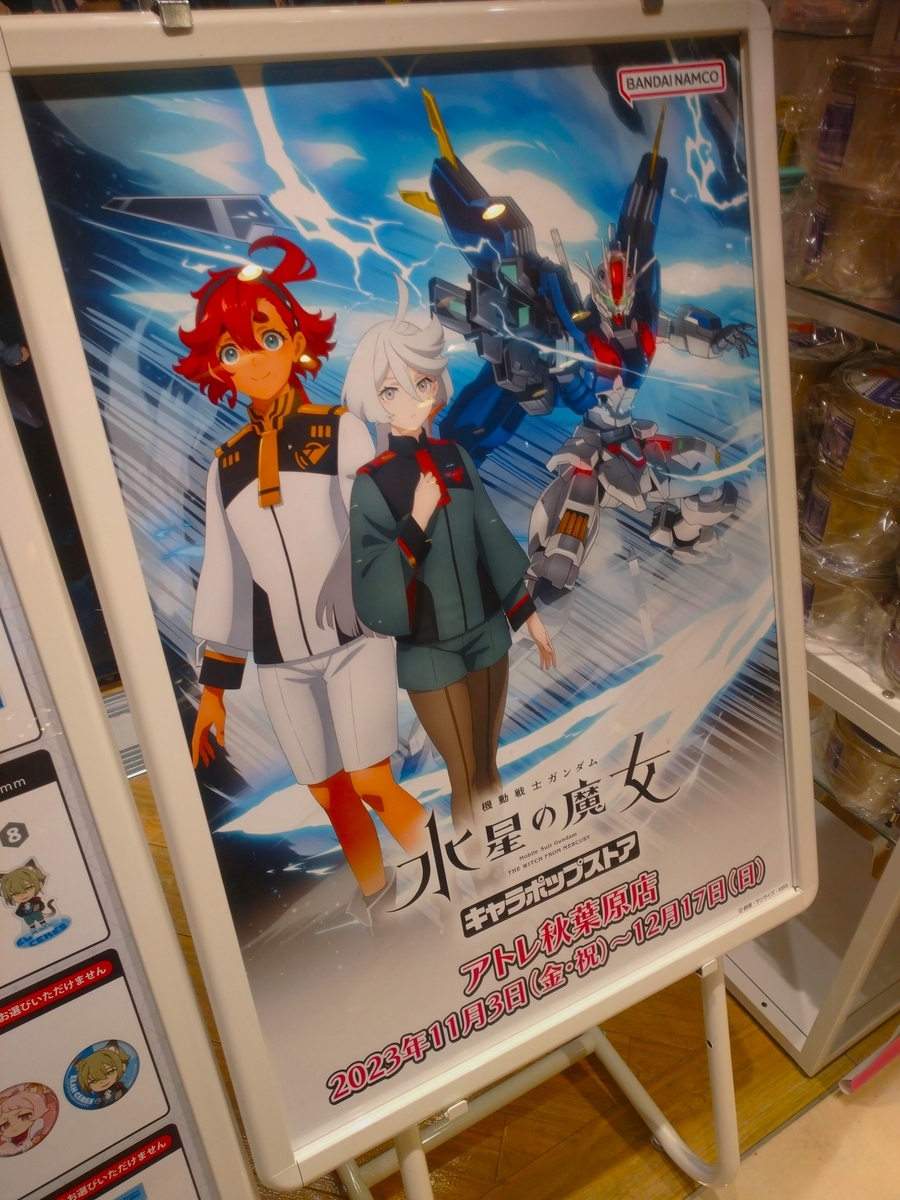 BANDAI NAMCO
機動戦士ガンダム
水星の魔女
Mobile Suit Gundam
THE WITCH FROM MERCURY
キャラポップストア
アトレ秋葉原店
2023年11月3日(金・祝)~12月17日(日)
mm
8
お選びいただけません
ELAN CERES
お選びいただけません